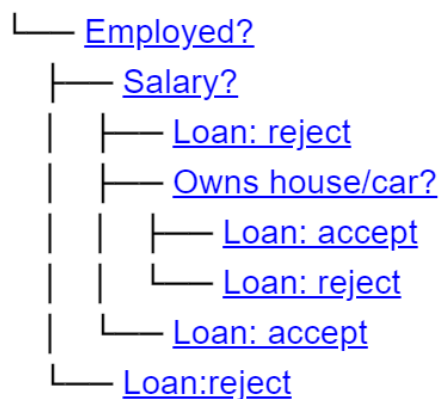 Employed?
Salary?
Loan: reject
Owns house/car?
Loan: accept
Loan: reject
Loan: accept
Loan:reject